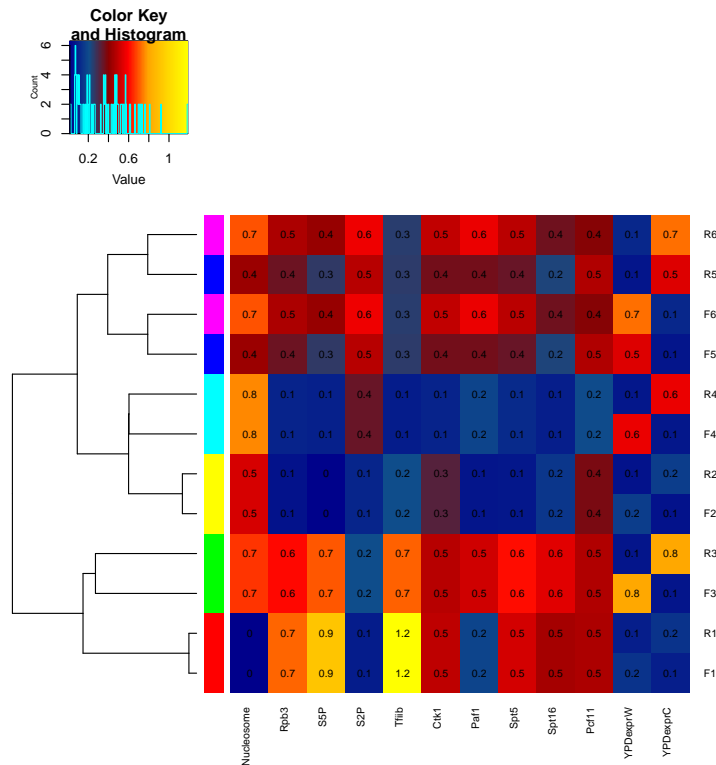 Color Key
and Histogram
Count
0 2 4 6
0.2 0.6 1
Value
0.7 0.5 0.4 0.6 0.3 0.5 0.6 0.5 0.4 0.4 0.1 0.7 R6
0.4 0.4 0.3 0.5 0.3 0.4 0.4 0.4 0.2 0.5 0.1 0.5 R5
0.7 0.5 0.4 0.6 0.3 0.5 0.6 0.5 0.4 0.4 0.7 0.1 F6
0.4 0.4 0.3 0.5 0.3 0.4 0.4 0.4 0.2 0.5 0.5 0.1 F5
0.8 0.1 0.1 0.4 0.1 0.1 0.2 0.1 0.1 0.2 0.1 0.6 R4
0.8 0.1 0.1 0.4 0.1 0.1 0.2 0.1 0.1 0.2 0.6 0.1 F4
0.5 0.1 0 0.1 0.2 0.3 0.1 0.1 0.2 0.4 0.1 0.2 R2
0.5 0.1 0 0.1 0.2 0.3 0.1 0.1 0.2 0.4 0.2 0.1 F2
0.7 0.6 0.7 0.2 0.7 0.5 0.5 0.6 0.6 0.5 0.1 0.8 R3
0.7 0.6 0.7 0.2 0.7 0.5 0.5 0.6 0.6 0.5 0.8 0.1 F3
0 0.7 0.9 0.1 1.2 0.5 0.2 0.5 0.5 0.5 0.1 0.2 R1
0 0.7 0.9 0.1 1.2 0.5 0.2 0.5 0.5 0.5 0.2 0.1 F1
Nucleosome Rpb3 S5P S2P Tfiib Ctk1 Paf1 Spt5 Spt16 Pcf11 YPDexprW YPDexprC